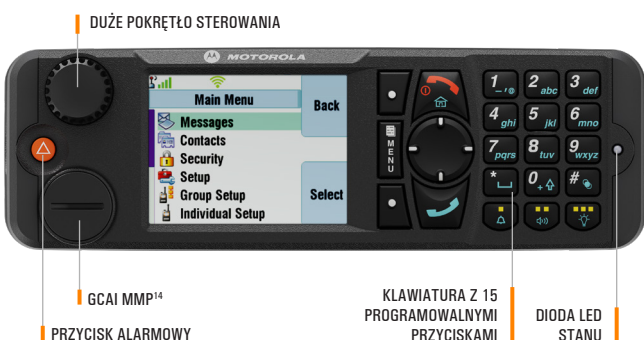 DUŻE POKRĘTŁO STEROWANIA
MOTOROLA
Main Menu
Back
Messages
Contacts
Security
Setup
Group Setup
Individual Setup
Select
MENU
1 _'@
2 abc
3 def
4 ghi
5 jkl
6 mno
7 pqrs
8 tuv
9 wxyz
*
0 +
#
GCAI MMP14
PRZYCISK ALARMOWY
KLAWIATURA Z 15
PROGRAMOWALNYMI
PRZYCISKAMI
DIODA LED
STANU